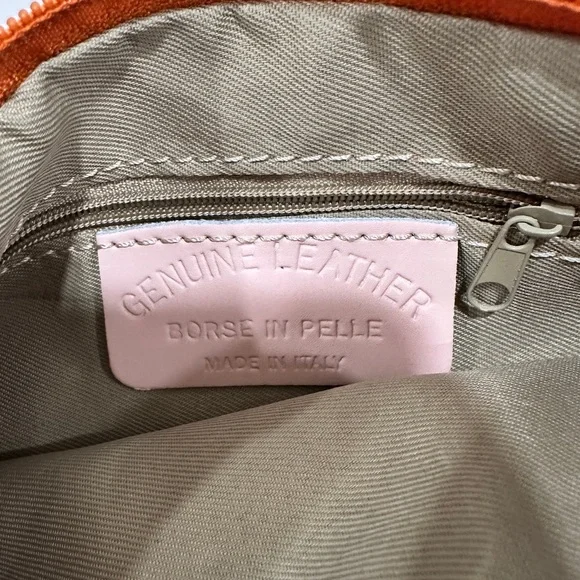 GENUINE LEATHER
BORSE IN PELLE
MADE IN ITALY